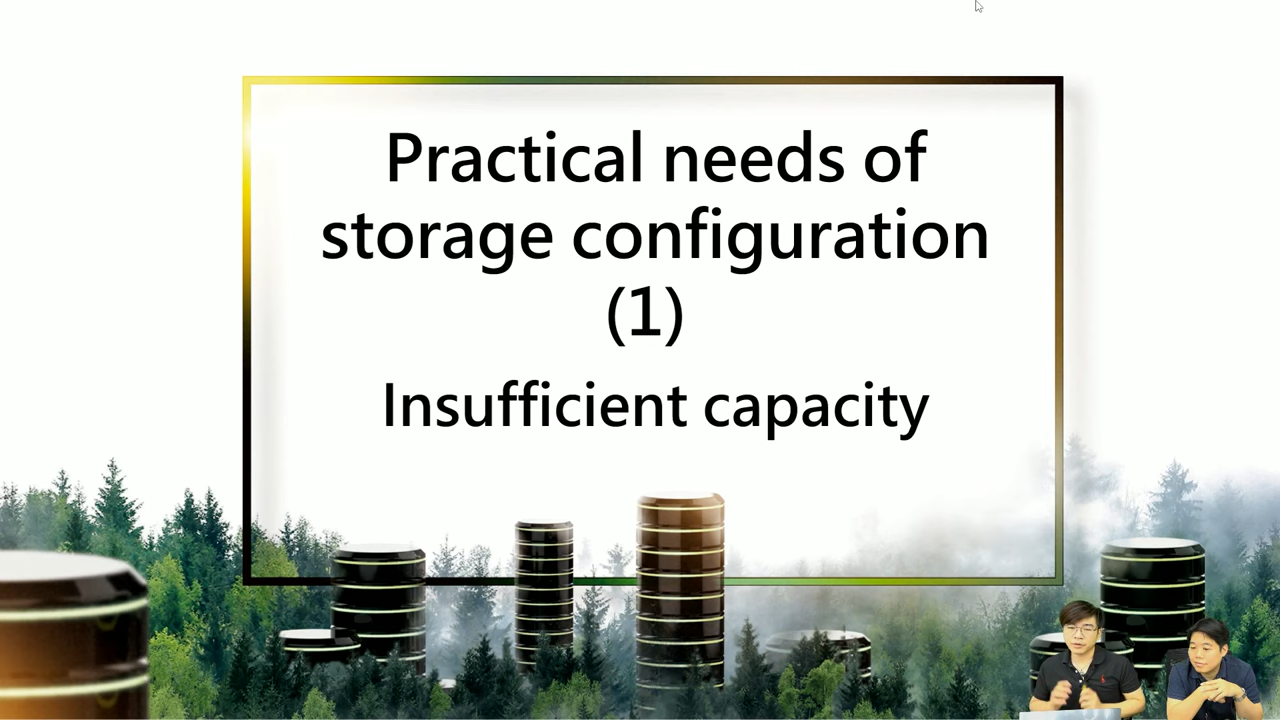 Practical needs of
storage configuration
(1)
Insufficient capacity